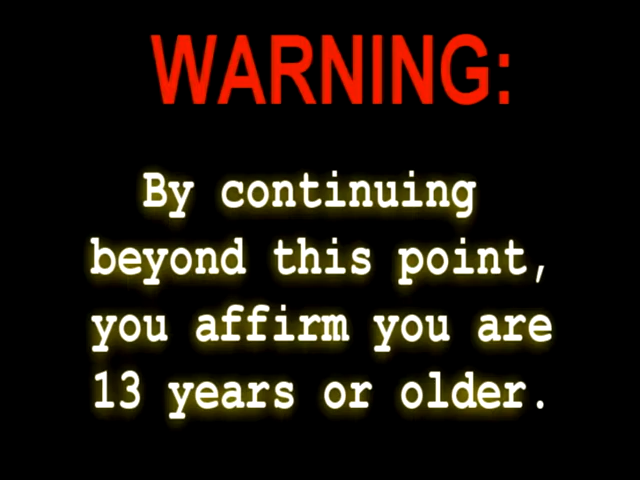 WARNING:
By continuing
beyond this point,
you affirm you are
13 years or older.